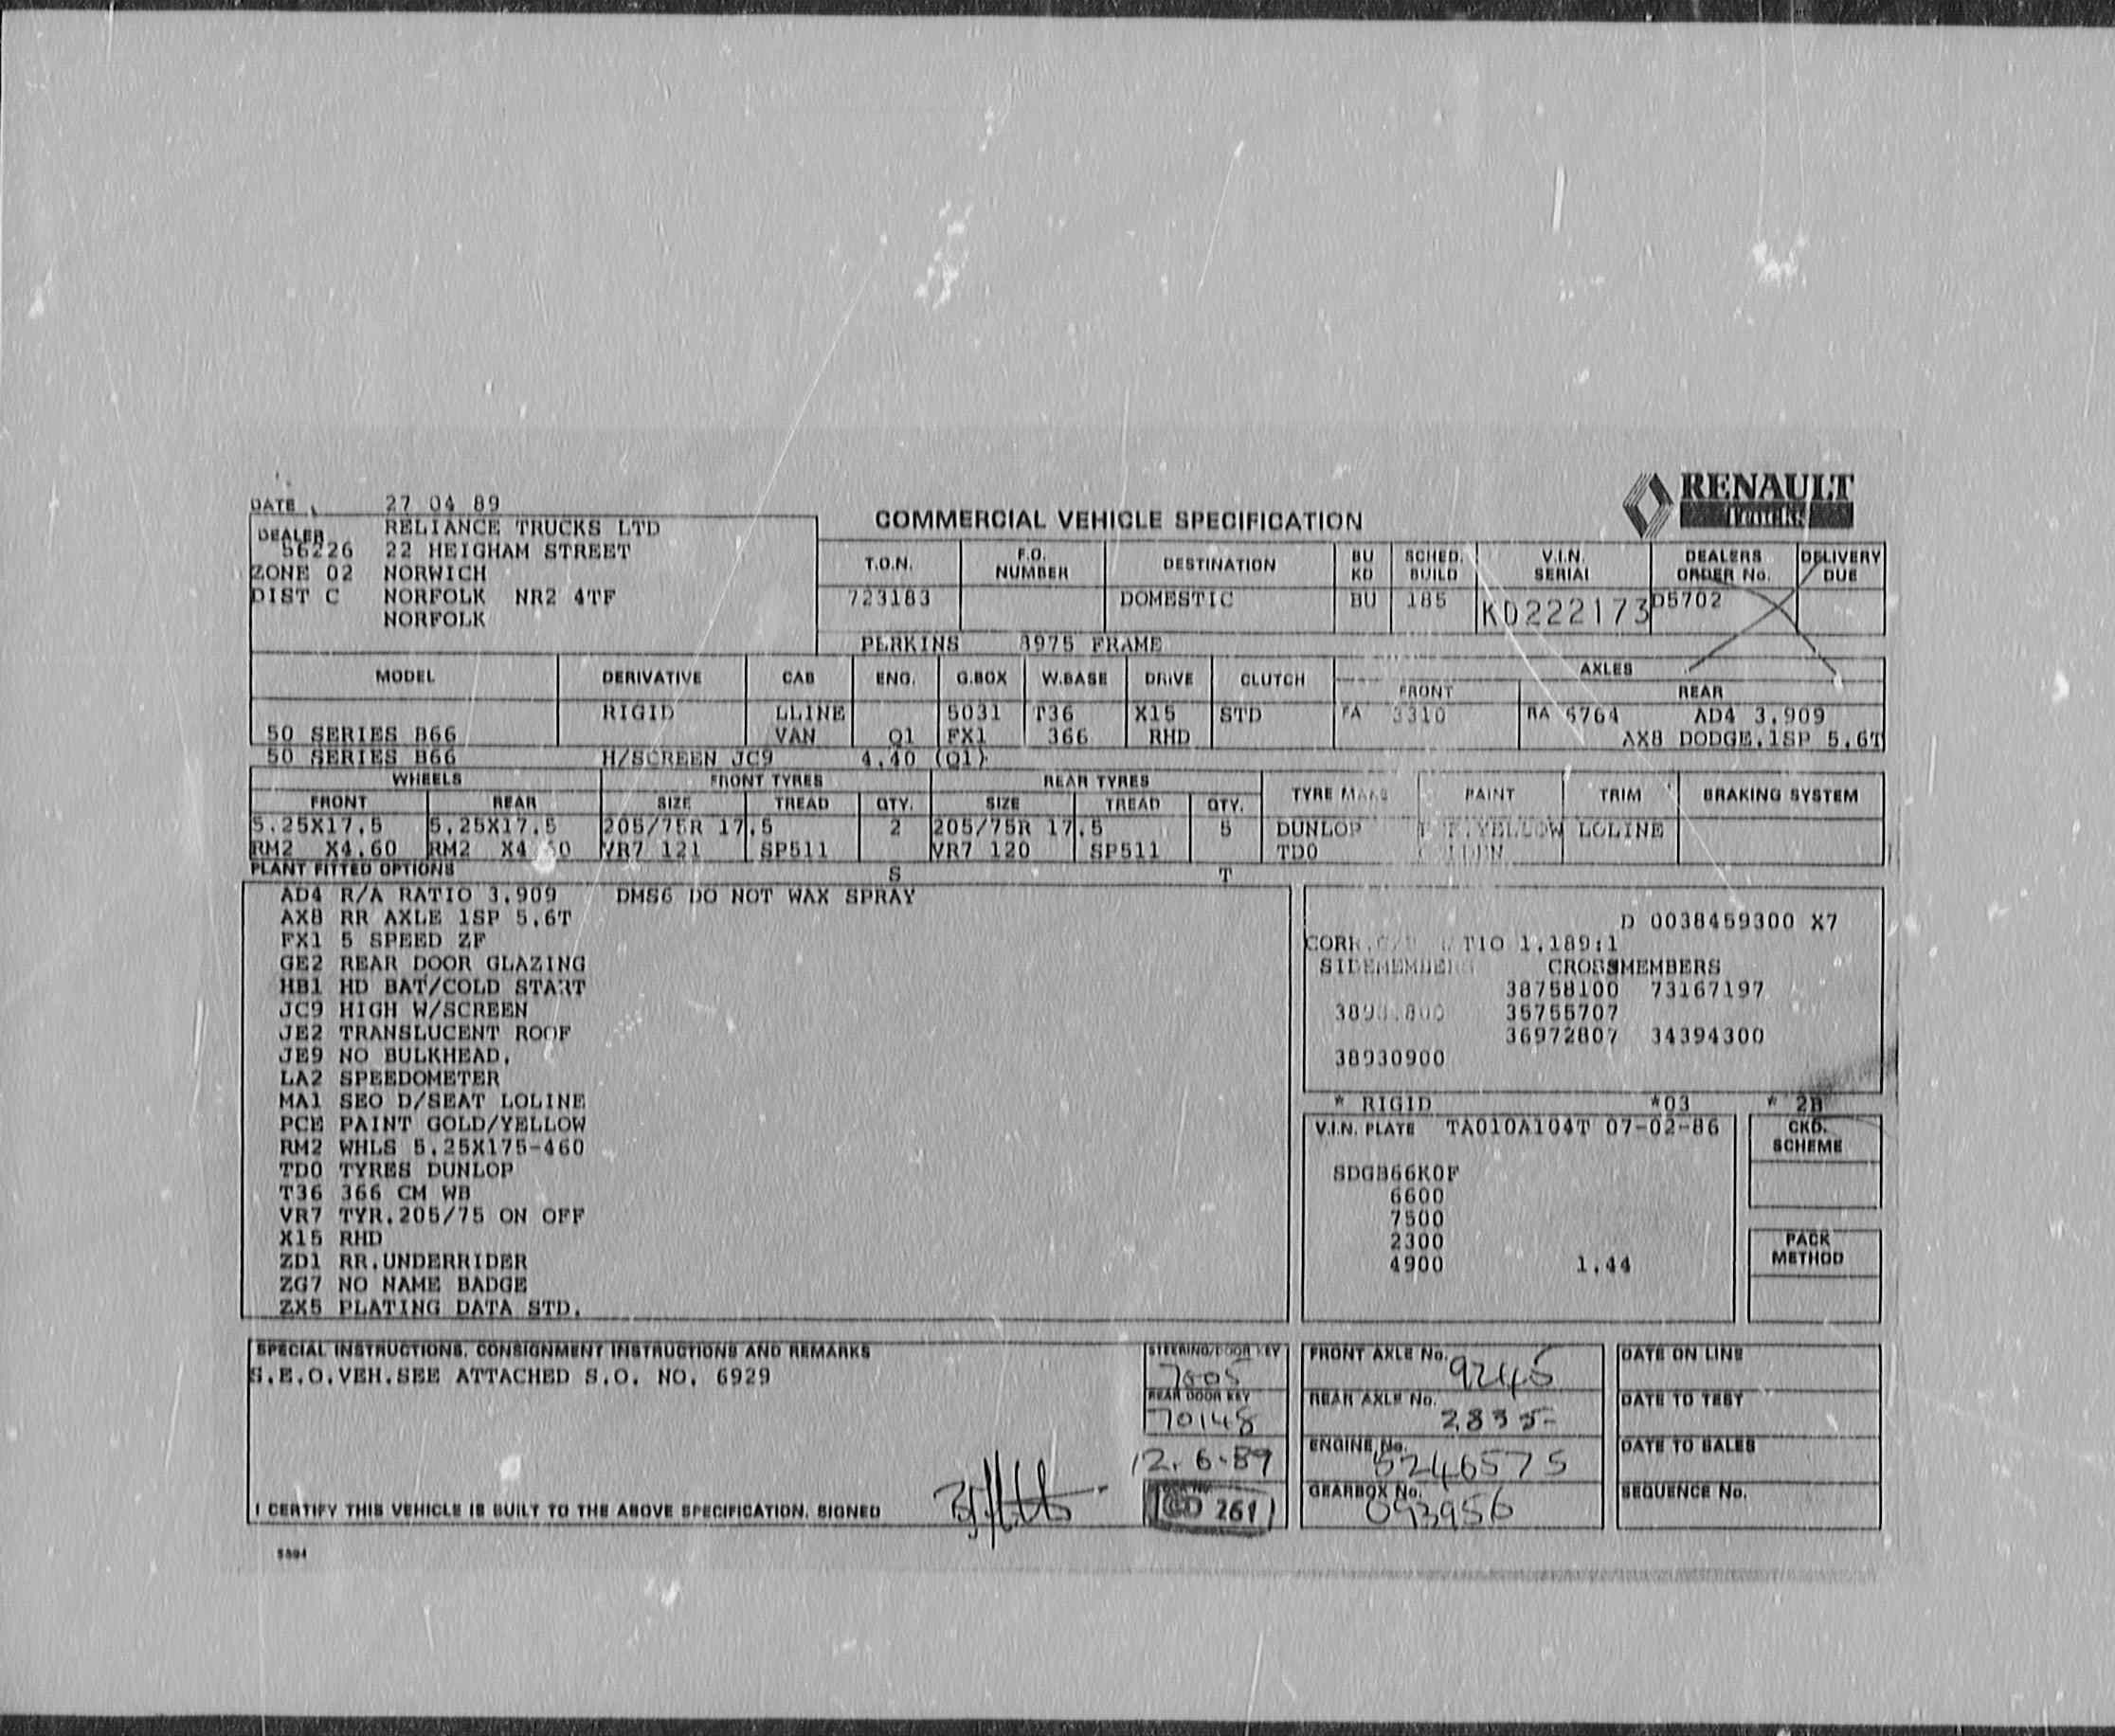 DATE 27 04 89
RENAULT
Trucks
DEALER RELIANCE TRUCKS LTD
COMMERCIAL VEHICLE SPECIFICATION
56226 22 HEIGHAM STREET
ZONE 02 NORWICH
DIST C NORFOLK NR2 4TF
NORFOLK
T.O.N. F.O. NUMBER DESTINATION BU KD SCHED. BUILD V.I.N. SERIAL DEALERS ORDER No. DELIVERY DUE
723183 DOMESTIC BU 185 KD222173 D5702
PERKINS 3975 FRAME
MODEL DERIVATIVE CAB ENG. G.BOX W.BASE DRIVE CLUTCH AXLES
FRONT REAR
RIGID LLINE 5031 T36 X15 STD FA 3310 RA 5764 AD4 3.909
50 SERIES B66 VAN Q1 FX1 366 RHD AX8 DODGE.1SP 5.6T
50 SERIES B66 H/SCREEN JC9 4.40 (Q1)
WHEELS FRONT TYRES REAR TYRES
FRONT REAR SIZE TREAD QTY. SIZE TREAD QTY. TYRE MAKE PAINT TRIM BRAKING SYSTEM
5.25X17.5 5.25X17.5 205/75R 17.5 2 205/75R 17.5 5 DUNLOP YELLOW LOLINE
RM2 X4.60 RM2 VR7 121 SP511 VR7 120 SP511 TD0
PLANT FITTED OPTIONS S T
AD4 R/A RATIO 3.909 DMS6 DO NOT WAX SPRAY
AX8 RR AXLE 1SP 5.6T
FX1 5 SPEED ZF
GE2 REAR DOOR GLAZING
HB1 HD BAT/COLD START
JC9 HIGH W/SCREEN
JE2 TRANSLUCENT ROOF
JE9 NO BULKHEAD.
LA2 SPEEDOMETER
MA1 SEO D/SEAT LOLINE
PCE PAINT GOLD/YELLOW
RM2 WHLS 5.25X175-460
TD0 TYRES DUNLOP
T36 366 CM WB
VR7 TYR.205/75 ON OFF
X15 RHD
ZD1 RR.UNDERRIDER
ZG7 NO NAME BADGE
ZX5 PLATING DATA STD.
D 0038459300 X7
1.189:1
SIDEMEMBERS CROSSMEMBERS
38758100 73167197
35755707
36972807 34394300
38930900
* RIGID *03 * 2B
V.I.N. PLATE TA010A104T 07-02-86
CKD. SCHEME
SDGB66K0F
6600
7500
2300
4900 1.44
PACK METHOD
SPECIAL INSTRUCTIONS. CONSIGNMENT INSTRUCTIONS AND REMARKS
S.E.O.VEH.SEE ATTACHED S.O. NO. 6929
STEERING/DOOR KEY
7505
REAR DOOR KEY
70148
12.6.89
261
FRONT AXLE No. 9245
REAR AXLE No. 2835
ENGINE No. 5246575
GEARBOX No. 093956
DATE ON LINE
DATE TO TEST
DATE TO SALES
SEQUENCE No.
I CERTIFY THIS VEHICLE IS BUILT TO THE ABOVE SPECIFICATION. SIGNED